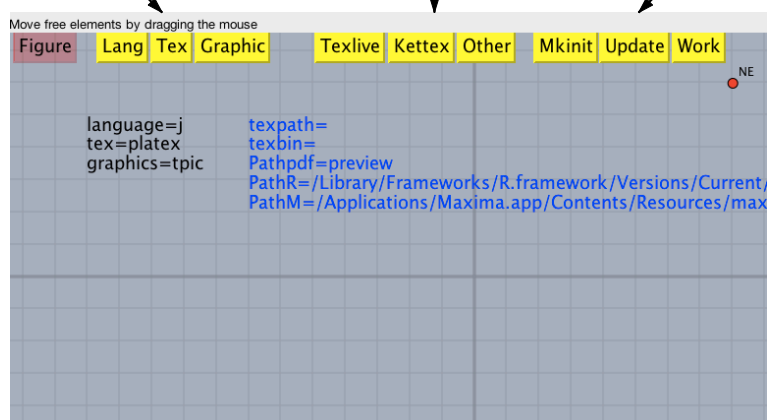 Move free elements by dragging the mouse
Figure Lang Tex Graphic Texlive Kettex Other Mkinit Update Work
NE
language=j
tex=platex
graphics=tpic
texpath=
texbin=
Pathpdf=preview
PathR=/Library/Frameworks/R.framework/Versions/Current/
PathM=/Applications/Maxima.app/Contents/Resources/max